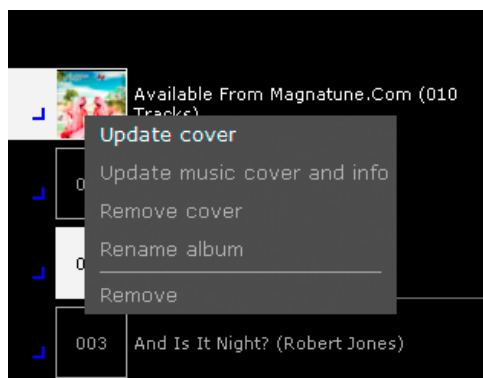 Available From Magnatune.Com (010
Tracks)
Update cover
Update music cover and info
Remove cover
Rename album
Remove
003
And Is It Night? (Robert Jones)